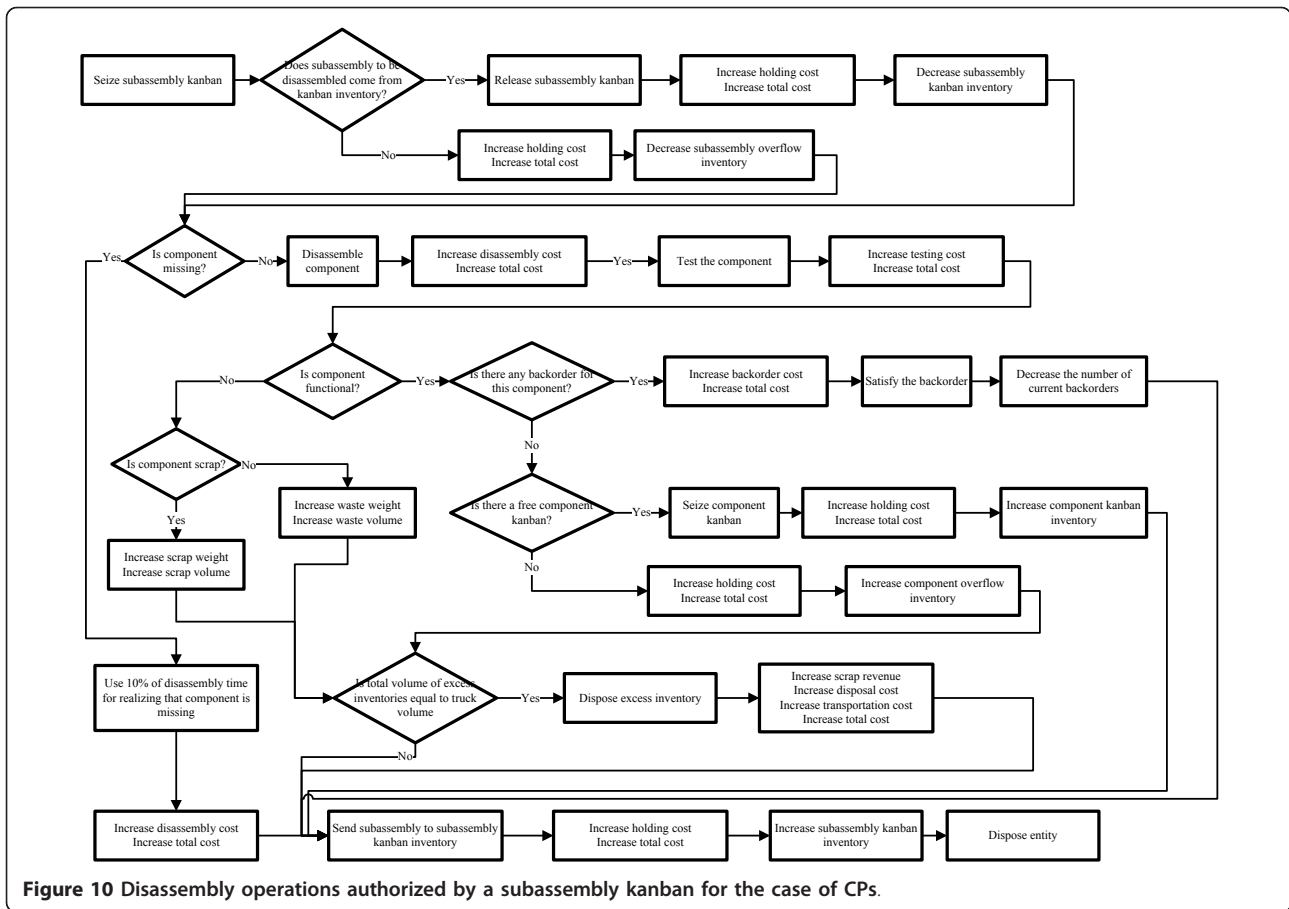 Seize subassembly kanban
Does subassembly to be
disassembled come from
kanban inventory?
Yes
Release subassembly kanban
Increase holding cost
Increase total cost
Decrease subassembly
kanban inventory
No
Increase holding cost
Increase total cost
Decrease subassembly overflow
inventory
Yes
Is component
missing?
No
Disassemble
component
Increase disassembly cost
Increase total cost
Yes
Test the component
Increase testing cost
Increase total cost
No
Is component
functional?
Yes
Is there any backorder for
this component?
Yes
Increase backorder cost
Increase total cost
Satisfy the backorder
Decrease the number of
current backorders
No
Is component scrap?
No
Yes
Increase waste weight
Increase waste volume
Is there a free component
kanban?
Yes
Seize component
kanban
Increase holding cost
Increase total cost
Increase component kanban
inventory
Increase scrap weight
Increase scrap volume
No
Increase holding cost
Increase total cost
Increase component overflow
inventory
Use 10% of disassembly time
for realizing that component is
missing
Is total volume of excess
inventories equal to truck
volume
Yes
Dispose excess inventory
Increase scrap revenue
Increase disposal cost
Increase transportation cost
Increase total cost
No
Increase disassembly cost
Increase total cost
Send subassembly to subassembly
kanban inventory
Increase holding cost
Increase total cost
Increase subassembly kanban
inventory
Dispose entity
Figure 10 Disassembly operations authorized by a subassembly kanban for the case of CPs.